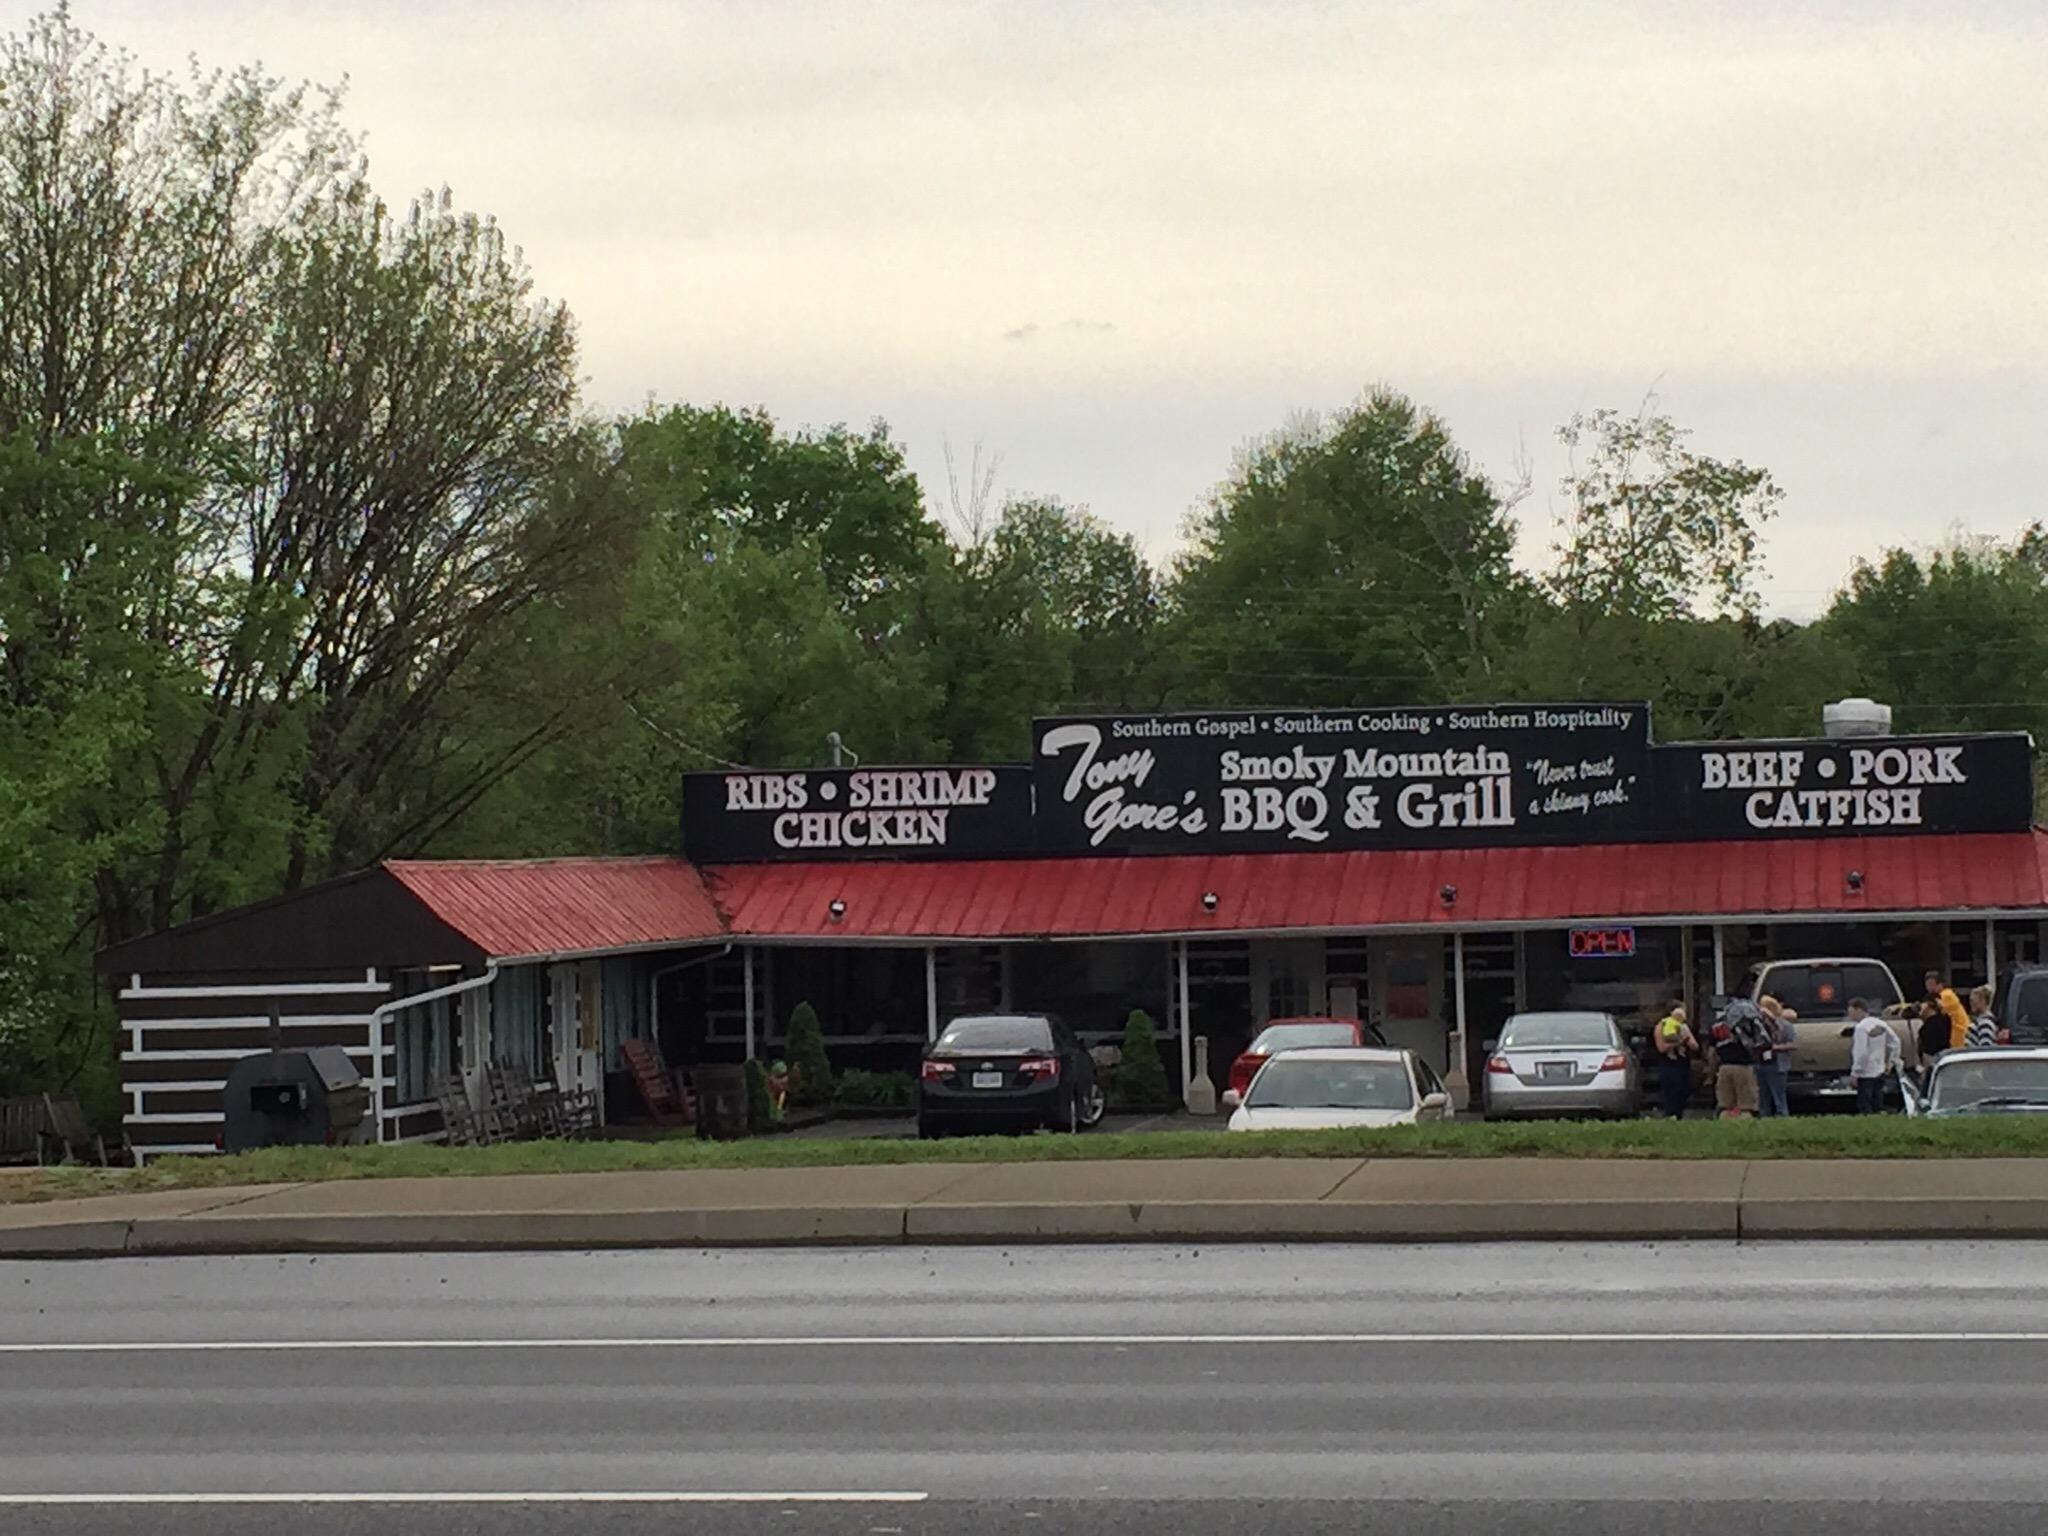 RIBS • SHRIMP
CHICKEN
Southern Gospel • Southern Cooking • Southern Hospitality
Tony
Gore's
Smoky Mountain
BBQ & Grill
"Never trust
a skinny cook."
BEEF • PORK
CATFISH
OPEN